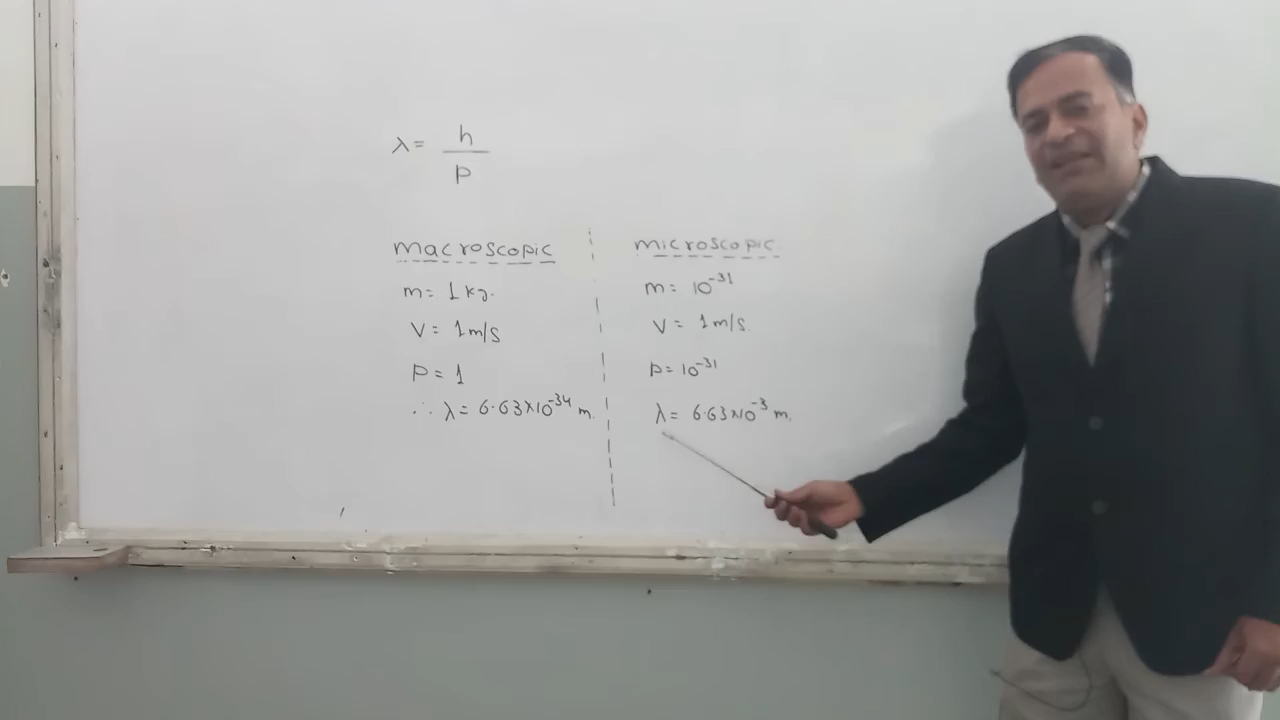 λ = h / p
macroscopic
m = 1 kg.
V = 1 m/s
P = 1
∴ λ = 6.63 × 10⁻³⁴ m.
microscopic
m = 10⁻³¹
V = 1 m/s.
p = 10⁻³¹
λ = 6.63 × 10⁻³ m.